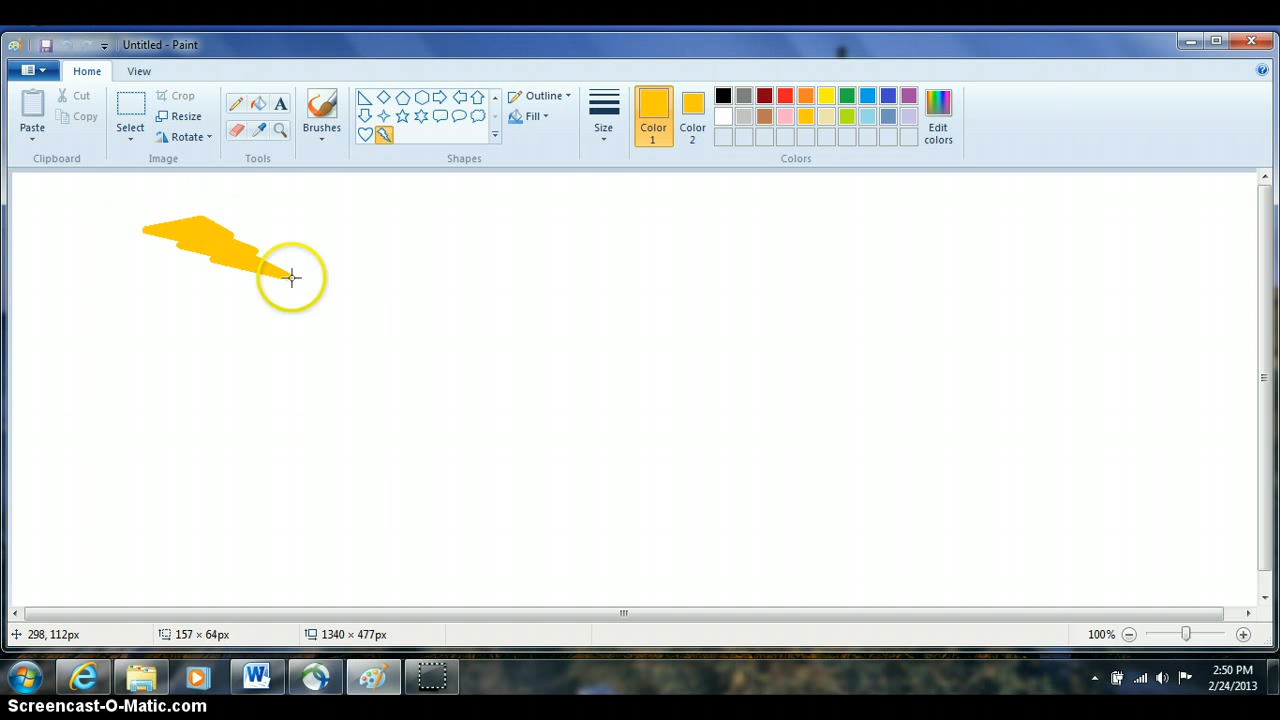 Untitled - Paint
Home View
Paste
Cut
Copy
Clipboard
Select
Crop
Resize
Rotate
Image
A
Tools
Brushes
Shapes
Outline
Fill
Size
Color 1
Color 2
Edit colors
Colors
298, 112px 157 × 64px 1340 × 477px 100%
2:50 PM
2/24/2013
Screencast-O-Matic.com